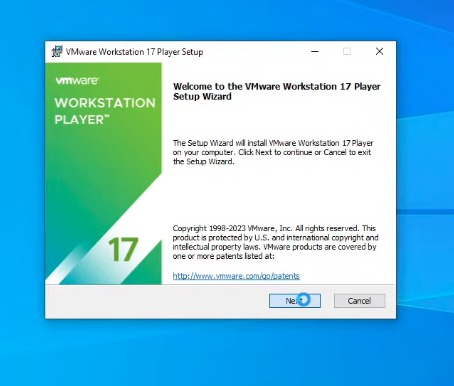 VMware Workstation 17 Player Setup
vmware
WORKSTATION
PLAYER™
17
Welcome to the VMware Workstation 17 Player
Setup Wizard
The Setup Wizard will install VMware Workstation 17 Player
on your computer. Click Next to continue or Cancel to exit
the Setup Wizard.
Copyright 1998-2023 VMware, Inc. All rights reserved. This
product is protected by U.S. and international copyright and
intellectual property laws. VMware products are covered by
one or more patents listed at:
http://www.vmware.com/go/patents
Cancel